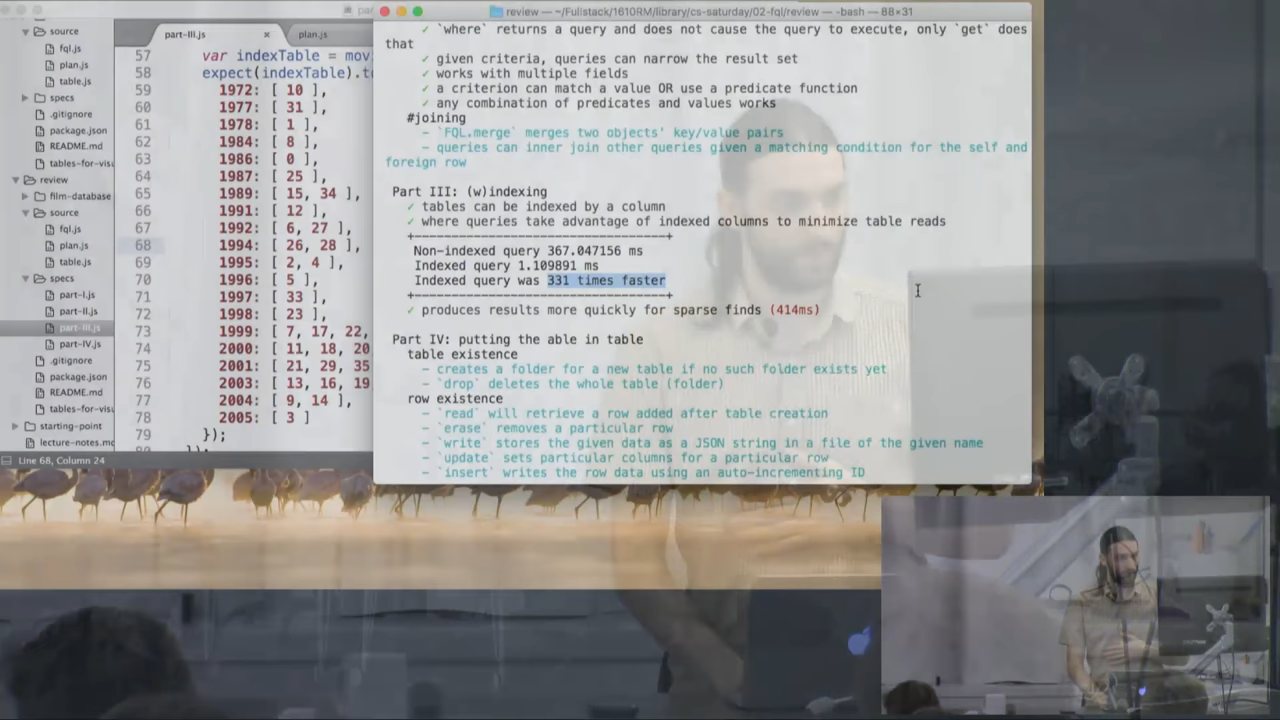 review — ~/Fullstack/1610RM/library/cs-saturday/02-fql/review — -bash — 88×31
source
fql.js
plan.js
table.js
specs
.gitignore
package.json
README.md
tables-for-visu
review
film-database
source
fql.js
plan.js
table.js
specs
part-I.js
part-II.js
part-III.js
part-IV.js
.gitignore
package.json
README.md
tables-for-visu
starting-point
lecture-notes.mc
part-III.js × plan.js
57 var indexTable = mov
58 expect(indexTable).t
59 1972: [ 10 ],
60 1977: [ 31 ],
61 1978: [ 1 ],
62 1984: [ 8 ],
63 1986: [ 0 ],
64 1987: [ 25 ],
65 1989: [ 15, 34 ],
66 1991: [ 12 ],
67 1992: [ 6, 27 ],
68 1994: [ 26, 28 ],
69 1995: [ 2, 4 ],
70 1996: [ 5 ],
71 1997: [ 33 ],
72 1998: [ 23 ],
73 1999: [ 7, 17, 22,
74 2000: [ 11, 18, 20
75 2001: [ 21, 29, 35
76 2003: [ 13, 16, 19
77 2004: [ 9, 14 ],
78 2005: [ 3 ]
79 });
Line 68, Column 24
✓ `where` returns a query and does not cause the query to execute, only `get` does
that
✓ given criteria, queries can narrow the result set
✓ works with multiple fields
✓ a criterion can match a value OR use a predicate function
✓ any combination of predicates and values works
#joining
- `FQL.merge` merges two objects' key/value pairs
- queries can inner join other queries given a matching condition for the self and
foreign row
Part III: (w)indexing
✓ tables can be indexed by a column
✓ where queries take advantage of indexed columns to minimize table reads
+-----------------------------------+
Non-indexed query 367.047156 ms
Indexed query 1.109891 ms
Indexed query was 331 times faster
+-----------------------------------+
✓ produces results more quickly for sparse finds (414ms)
Part IV: putting the able in table
table existence
- creates a folder for a new table if no such folder exists yet
- `drop` deletes the whole table (folder)
row existence
- `read` will retrieve a row added after table creation
- `erase` removes a particular row
- `write` stores the given data as a JSON string in a file of the given name
- `update` sets particular columns for a particular row
- `insert` writes the row data using an auto-incrementing ID